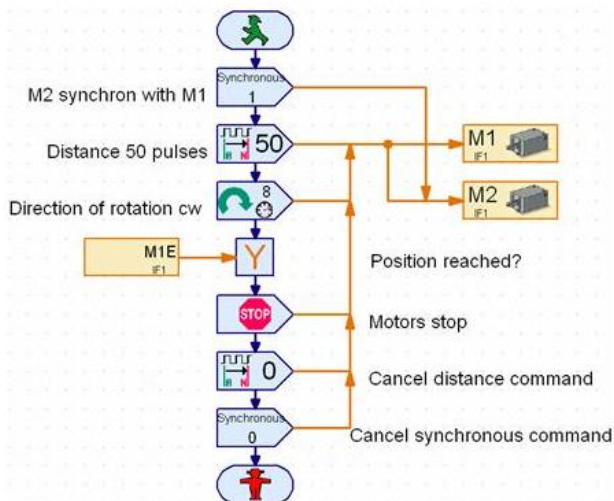 Synchronous
1
M2 synchron with M1
50
Distance 50 pulses
M1
IF1
8
Direction of rotation cw
M2
IF1
M1E
IF1
Y
Position reached?
STOP
Motors stop
0
Cancel distance command
Synchronous
0
Cancel synchronous command